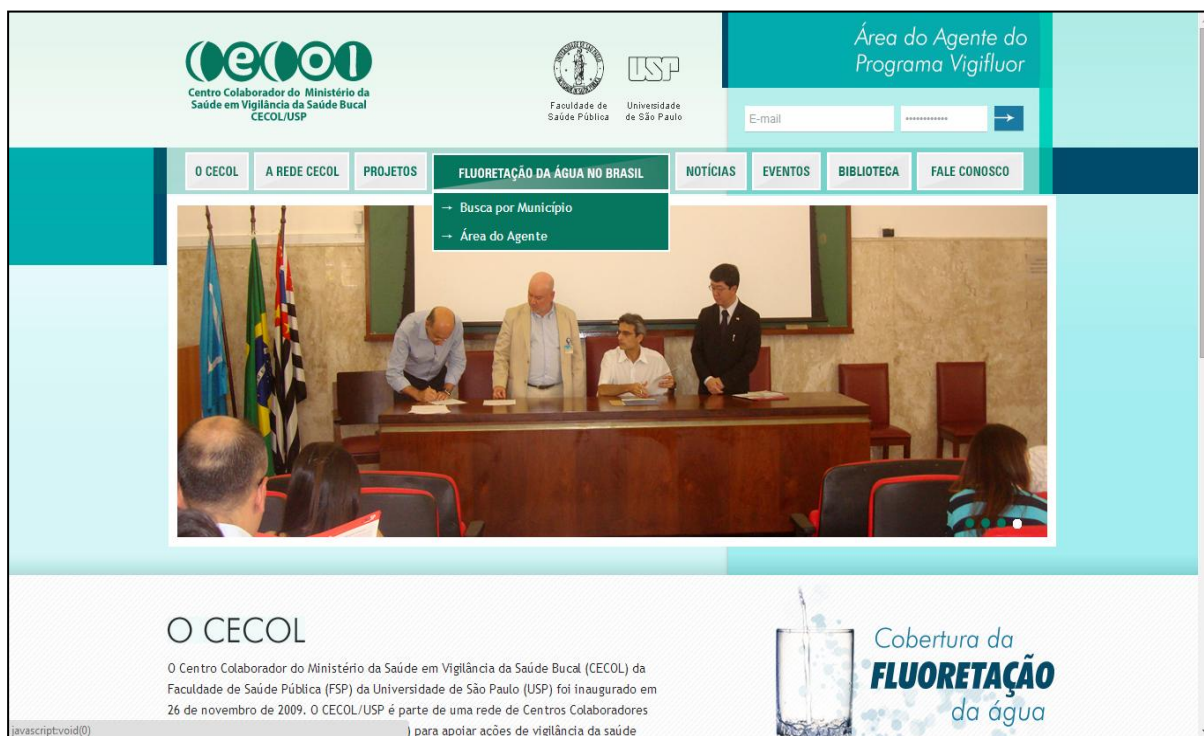 CECOL
Centro Colaborador do Ministério da
Saúde em Vigilância da Saúde Bucal
CECOL/USP
Faculdade de
Saúde Pública
USP
Universidade
de São Paulo
Área do Agente do
Programa Vigifluor
E-mail
O CECOL
A REDE CECOL
PROJETOS
FLUORETAÇÃO DA ÁGUA NO BRASIL
NOTÍCIAS
EVENTOS
BIBLIOTECA
FALE CONOSCO
→ Busca por Município
→ Área do Agente
O CECOL
O Centro Colaborador do Ministério da Saúde em Vigilância da Saúde Bucal (CECOL) da
Faculdade de Saúde Pública (FSP) da Universidade de São Paulo (USP) foi inaugurado em
26 de novembro de 2009. O CECOL/USP é parte de uma rede de Centros Colaboradores
) para apoiar ações de vigilância da saúde
Cobertura da
FLUORETAÇÃO
da água
javascript:void(0)